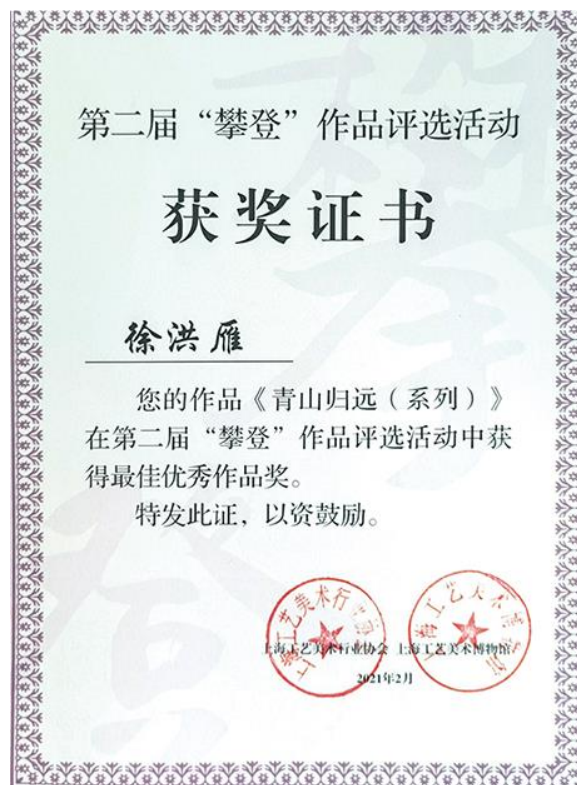 第二届“攀登”作品评选活动
获奖证书
徐洪雁
您的作品《青山归远（系列）》
在第二届“攀登”作品评选活动中获
得最佳优秀作品奖。
特发此证，以资鼓励。
上海工艺美术行业协会 上海工艺美术博物馆
2021年2月